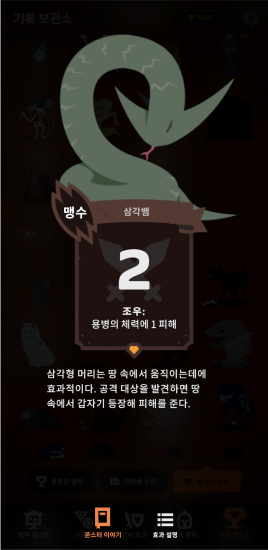 기록 보관소
맹수
삼각뱀
2
조우:
용병의 체력에 1 피해
삼각형 머리는 땅 속에서 움직이는데에
효과적이다. 공격 대상을 발견하면 땅
속에서 갑자기 등장해 피해를 준다.
몬스터 이야기
효과 설명